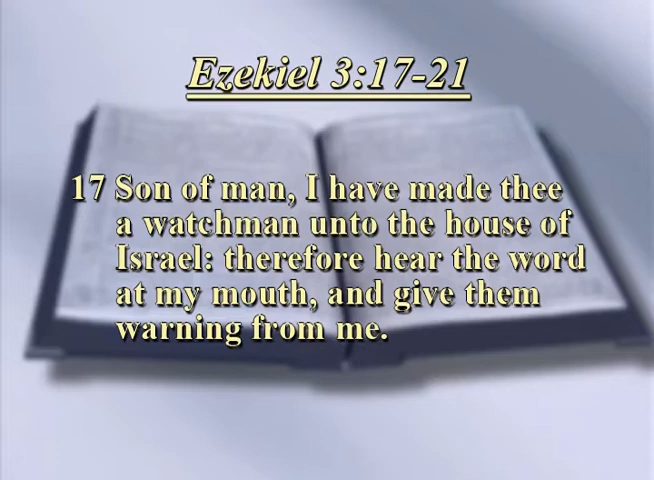 Ezekiel 3:17-21
17 Son of man, I have made thee
a watchman unto the house of
Israel: therefore hear the word
at my mouth, and give them
warning from me.